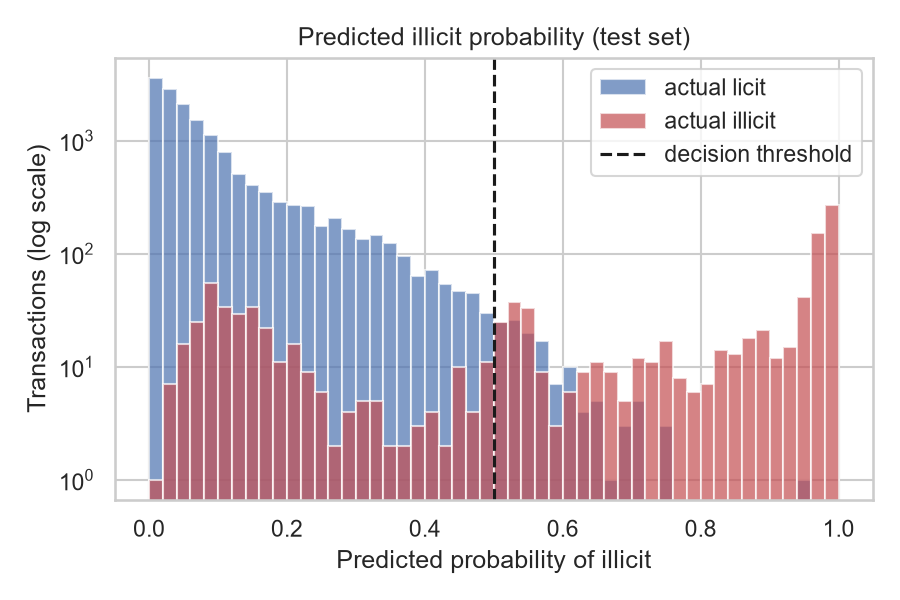 Predicted illicit probability (test set)
actual licit
actual illicit
decision threshold
Transactions (log scale)
10³
10²
10¹
10⁰
0.0 0.2 0.4 0.6 0.8 1.0
Predicted probability of illicit